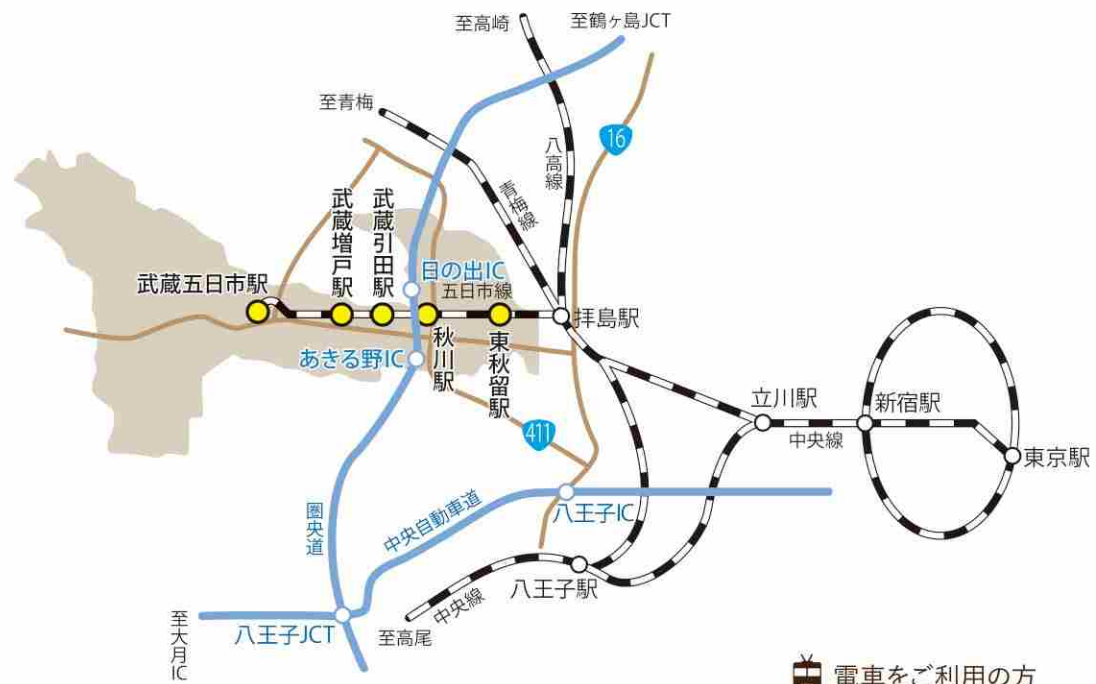 至高崎
至鶴ヶ島JCT
至青梅
16
八高線
青梅線
武蔵増戸駅
武蔵引田駅
日の出IC
武蔵五日市駅
五日市線
拝島駅
あきる野IC
秋川駅
東秋留駅
立川駅
新宿駅
中央線
411
東京駅
圏央道
中央自動車道
八王子IC
八王子駅
中央線
至大月IC
八王子JCT
至高尾
電車をご利用の方